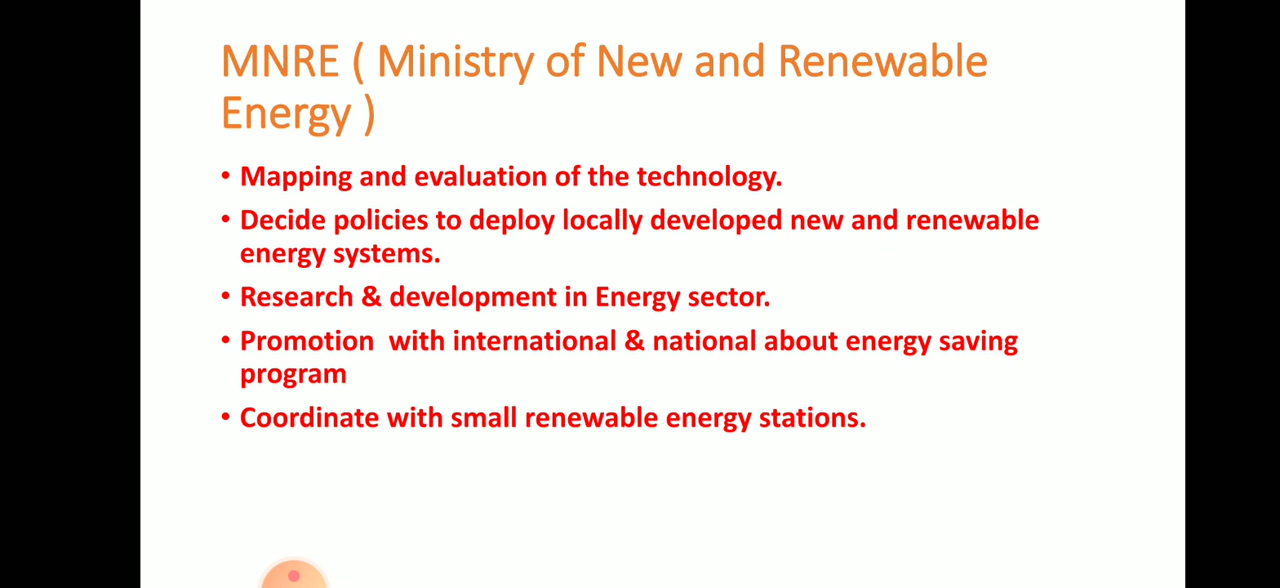 MNRE ( Ministry of New and Renewable
Energy )
• Mapping and evaluation of the technology.
• Decide policies to deploy locally developed new and renewable
energy systems.
• Research & development in Energy sector.
• Promotion  with international & national about energy saving
program
• Coordinate with small renewable energy stations.